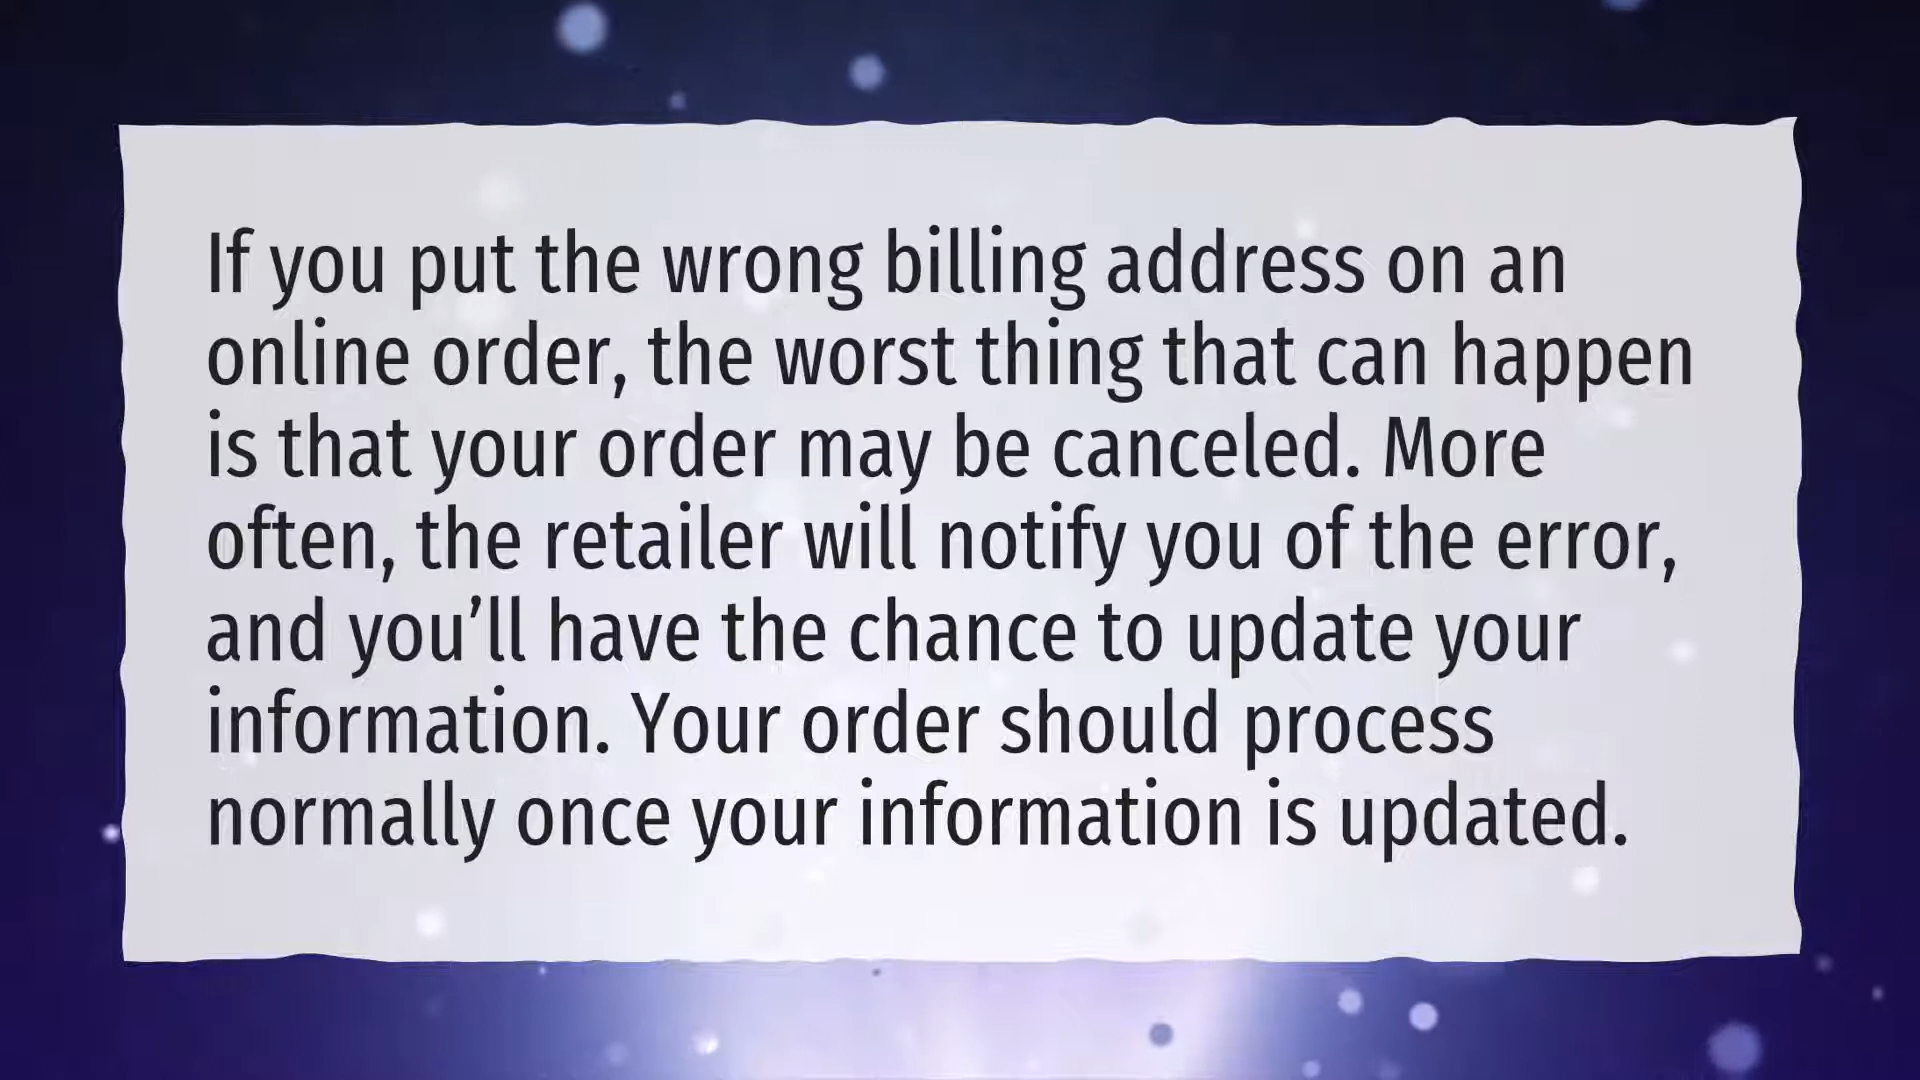 If you put the wrong billing address on an
online order, the worst thing that can happen
is that your order may be canceled. More
often, the retailer will notify you of the error,
and you’ll have the chance to update your
information. Your order should process
normally once your information is updated.